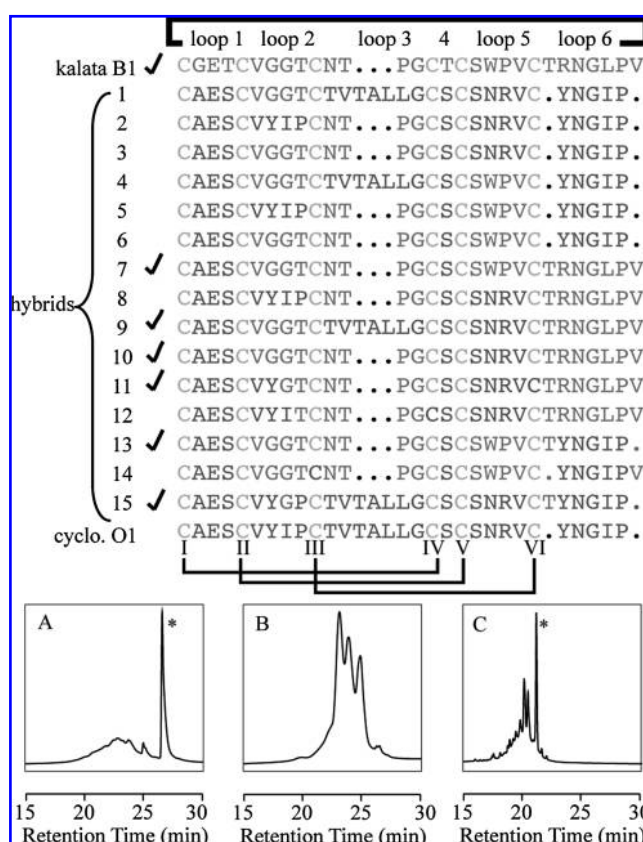 loop 1 loop 2 loop 3 4 loop 5 loop 6
kalata B1 ✓ CGETCVGGTCNT...PGCTCSWPVCTRNGLPV
hybrids
1 CAESCVGGTCTVTALLGCSCSNRVC.YNGIP.
2 CAESCVYIPCNT...PGCSCSNRVC.YNGIP.
3 CAESCVGGTCNT...PGCSCSNRVC.YNGIP.
4 CAESCVGGTCTVTALLGCSCSWPVC.YNGIP.
5 CAESCVYIPCNT...PGCSCSWPVC.YNGIP.
6 CAESCVGGTCNT...PGCSCSWPVC.YNGIP.
7 ✓ CAESCVGGTCNT...PGCSCSWPVCTRNGLPV
8 CAESCVYIPCNT...PGCSCSWPVCTRNGLPV
9 ✓ CAESCVGGTCTVTALLGCSCSNRVCTRNGLPV
10 ✓ CAESCVGGTCNT...PGCSCSNRVCTRNGLPV
11 ✓ CAESCVYGTCNT...PGCSCSNRVCTRNGLPV
12 CAESCVYITCNT...PGCSCSNRVCTRNGLPV
13 ✓ CAESCVGGTCNT...PGCSCSWPVCTYNGIP.
14 CAESCVGGTCNT...PGCSCSWPVC.YNGIPV
15 ✓ CAESCVYGPCTVTALLGCSCSNRVCTYNGIP.
cyclo. O1 CAESCVYIPCTVTALLGCSCSNRVC.YNGIP.
I II III IV V VI
A * B C *
15 20 25 30 15 20 25 30 15 20 25 30
Retention Time (min) Retention Time (min) Retention Time (min)